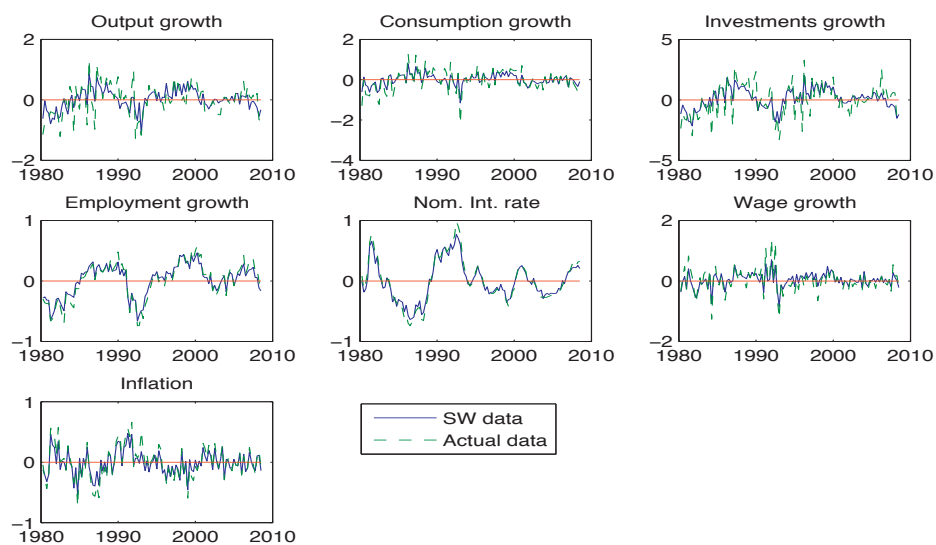 Output growth
2
0
−2
1980 1990 2000 2010
Consumption growth
2
0
−2
−4
1980 1990 2000 2010
Investments growth
5
0
−5
1980 1990 2000 2010
Employment growth
1
0
−1
1980 1990 2000 2010
Nom. Int. rate
1
0
−1
1980 1990 2000 2010
Wage growth
2
0
−2
1980 1990 2000 2010
Inflation
1
0
−1
1980 1990 2000 2010
SW data
Actual data